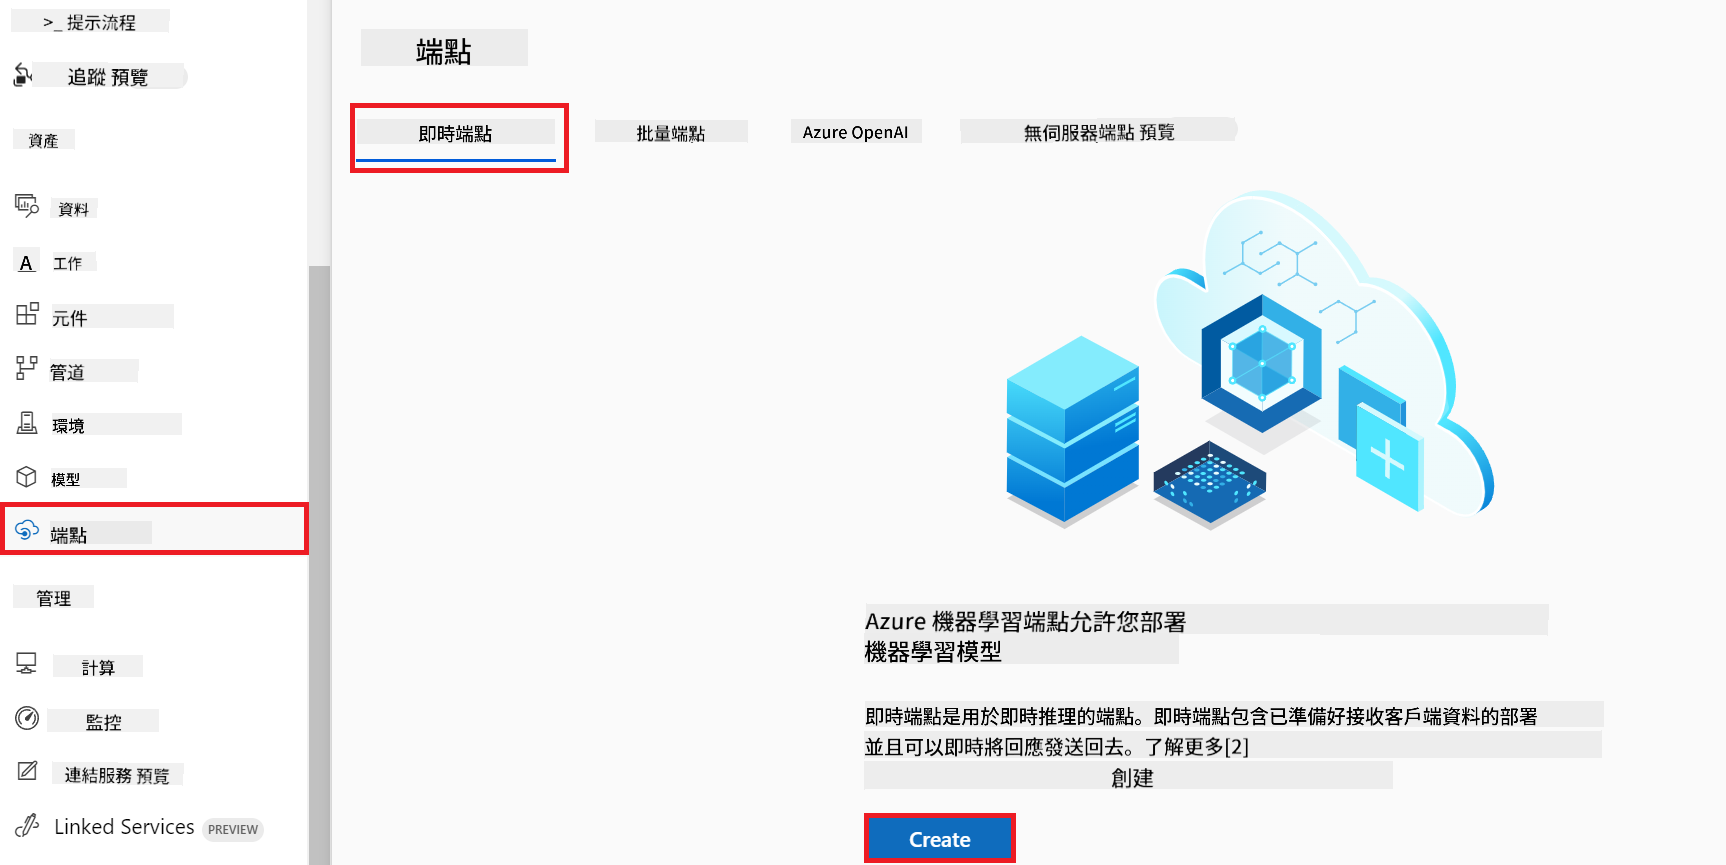 >_ 提示流程
追蹤 預覽
資產
資料
工作
元件
管道
環境
模型
端點
管理
計算
監控
連結服務 預覽
Linked Services PREVIEW
端點
即時端點 批量端點 Azure OpenAI 無伺服器端點 預覽
Azure 機器學習端點允許您部署
機器學習模型
即時端點是用於即時推理的端點。即時端點包含已準備好接收客戶端資料的部署
並且可以即時將回應發送回去。了解更多[2]
創建
Create